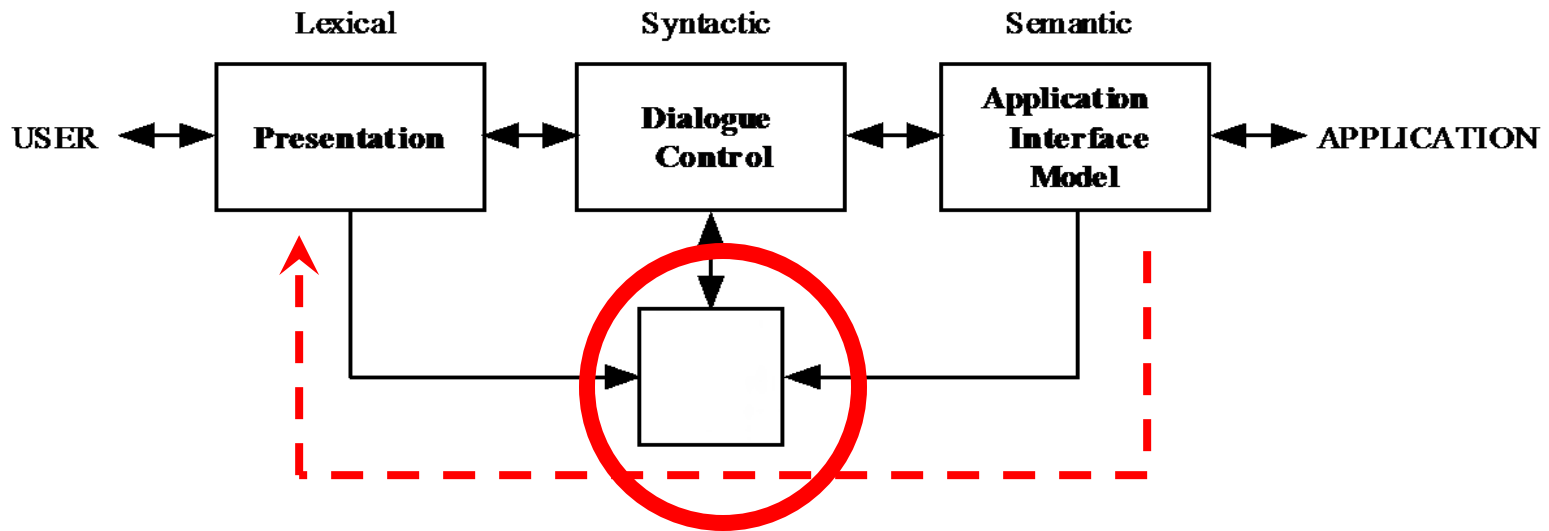 Lexical
Syntactic
Semantic
USER
Presentation
Dialogue
Control
Application
Interface
Model
APPLICATION